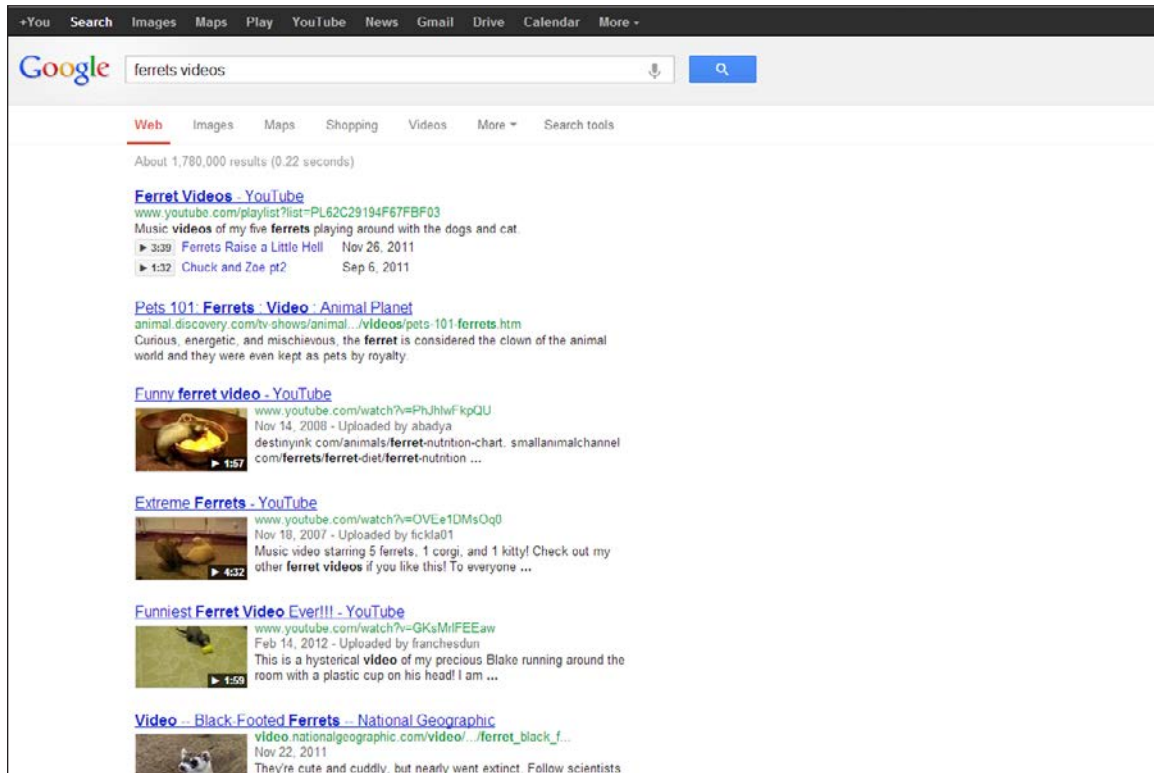 +You Search Images Maps Play YouTube News Gmail Drive Calendar More
Google ferrets videos
Web Images Maps Shopping Videos More Search tools
About 1,780,000 results (0.22 seconds)
Ferret Videos - YouTube
www.youtube.com/playlist?list=PL62C29194F67FBF03
Music videos of my five ferrets playing around with the dogs and cat.
3:39 Ferrets Raise a Little Hell Nov 26, 2011
1:32 Chuck and Zoe pt2 Sep 6, 2011
Pets 101: Ferrets : Video : Animal Planet
animal.discovery.com/tv-shows/animal.../videos/pets-101-ferrets.htm
Curious, energetic, and mischievous, the ferret is considered the clown of the animal
world and they were even kept as pets by royalty.
Funny ferret video - YouTube
www.youtube.com/watch?v=PhJhlwFkpQU
Nov 14, 2008 - Uploaded by abadya
destinyink.com/animals/ferret-nutrition-chart. smallanimalchannel
com/ferrets/ferret-diet/ferret-nutrition ...
1:57
Extreme Ferrets - YouTube
www.youtube.com/watch?v=OVEe1DMsOq0
Nov 18, 2007 - Uploaded by fickla01
Music video starring 5 ferrets, 1 corgi, and 1 kitty! Check out my
other ferret videos if you like this! To everyone ...
4:32
Funniest Ferret Video Ever!!! - YouTube
www.youtube.com/watch?v=GKsMrlFEEaw
Feb 14, 2012 - Uploaded by franchesdun
This is a hysterical video of my precious Blake running around the
room with a plastic cup on his head! I am ...
1:59
Video -- Black-Footed Ferrets -- National Geographic
video.nationalgeographic.com/video/.../ferret_black_f...
Nov 22, 2011
They're cute and cuddly, but nearly went extinct. Follow scientists